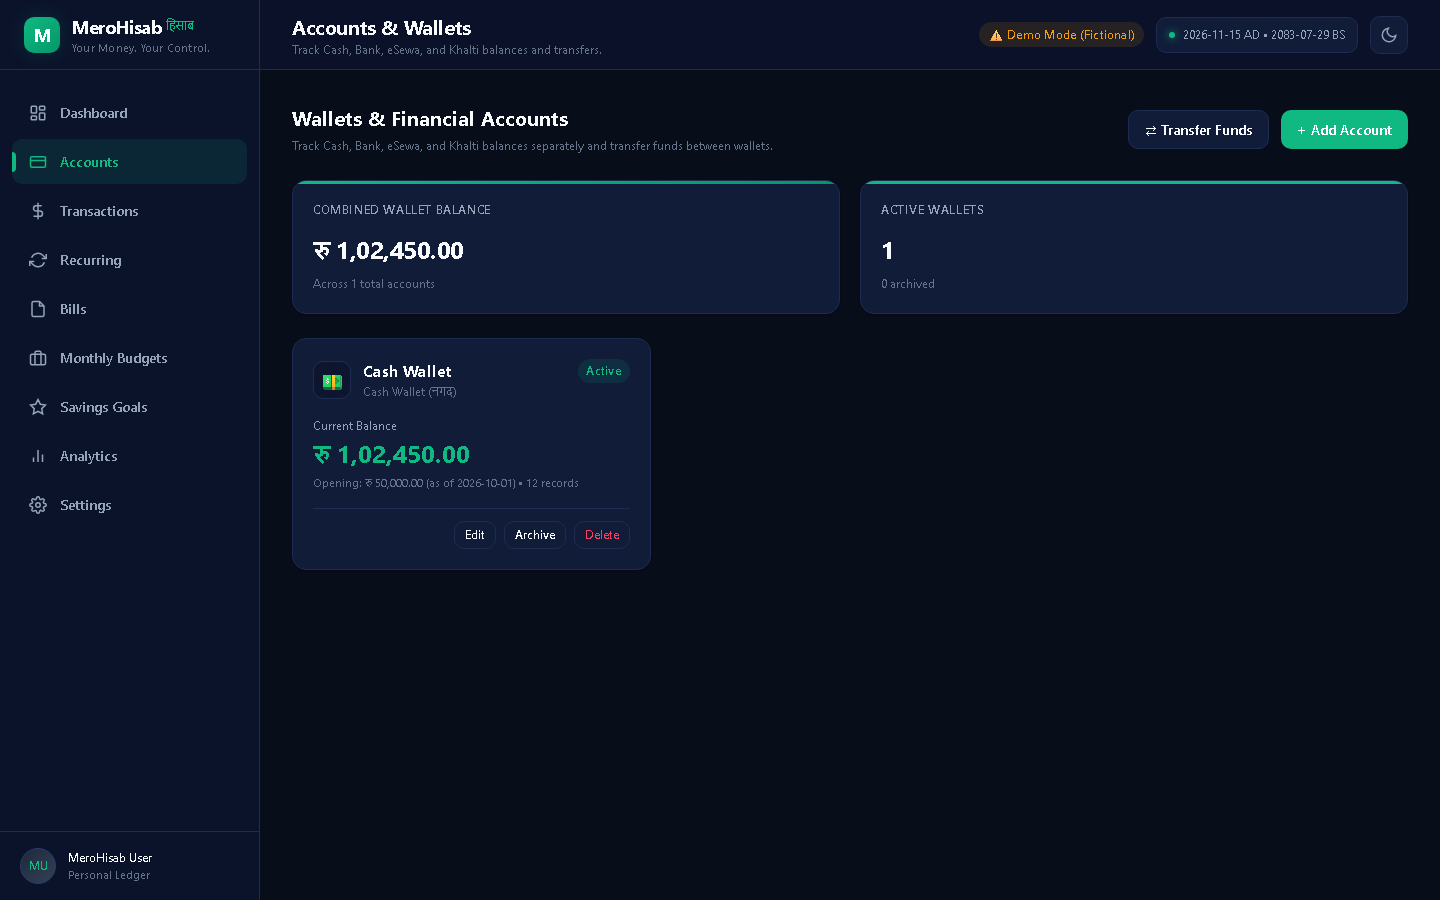 M
MeroHisab हिसाब
Your Money. Your Control.
Dashboard
Accounts
Transactions
Recurring
Bills
Monthly Budgets
Savings Goals
Analytics
Settings
MU
MeroHisab User
Personal Ledger
Accounts & Wallets
Track Cash, Bank, eSewa, and Khalti balances and transfers.
⚠️ Demo Mode (Fictional)
2026-11-15 AD • 2083-07-29 BS
Wallets & Financial Accounts
Track Cash, Bank, eSewa, and Khalti balances separately and transfer funds between wallets.
⇄ Transfer Funds
+ Add Account
COMBINED WALLET BALANCE
रु 1,02,450.00
Across 1 total accounts
ACTIVE WALLETS
1
0 archived
Cash Wallet
Cash Wallet (नगद)
Active
Current Balance
रु 1,02,450.00
Opening: रु 50,000.00 (as of 2026-10-01) • 12 records
Edit
Archive
Delete